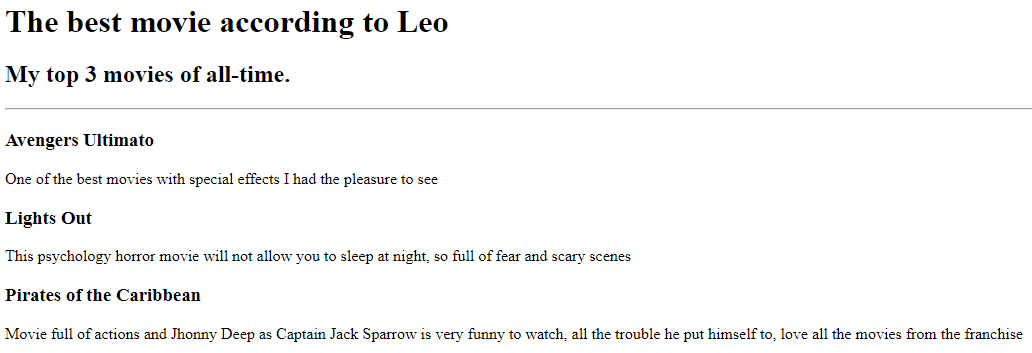 The best movie according to Leo
My top 3 movies of all-time.
Avengers Ultimato
One of the best movies with special effects I had the pleasure to see
Lights Out
This psychology horror movie will not allow you to sleep at night, so full of fear and scary scenes
Pirates of the Caribbean
Movie full of actions and Jhonny Deep as Captain Jack Sparrow is very funny to watch, all the trouble he put himself to, love all the movies from the franchise